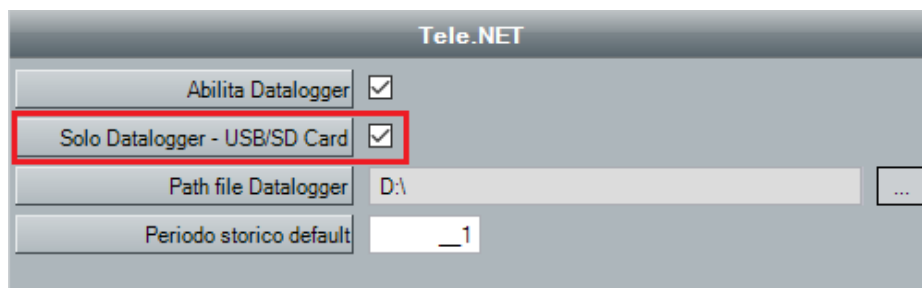 Tele.NET
Abilita Datalogger
Solo Datalogger - USB/SD Card
Path file Datalogger D:\ ...
Periodo storico default __1